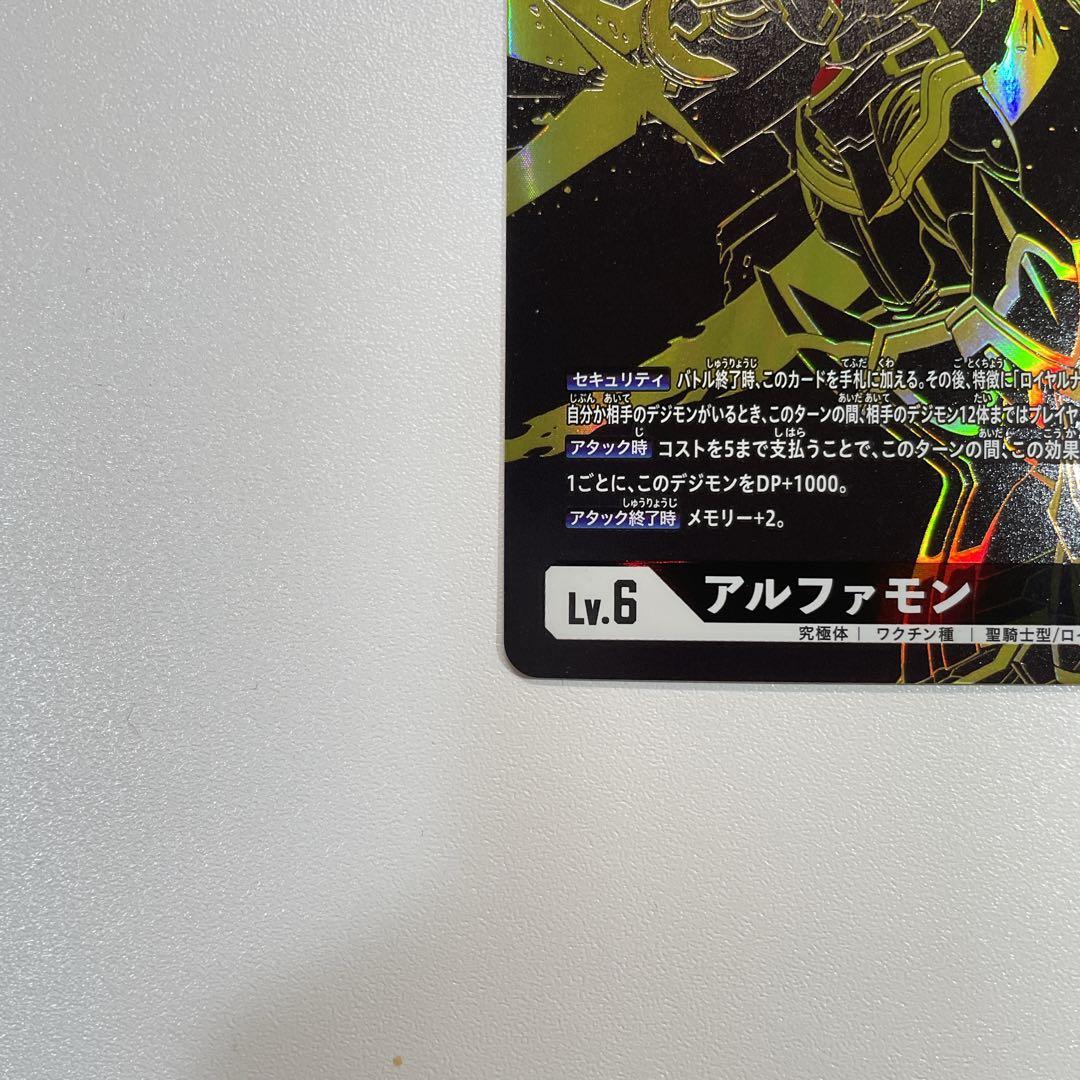 セキュリティ バトル終了時、このカードを手札に加える。その後、特徴に「ロイヤルナ
自分か相手のデジモンがいるとき、このターンの間、相手のデジモン12体まではプレイヤ
アタック時 コストを5まで支払うことで、このターンの間、この効果
1ごとに、このデジモンをDP+1000。
アタック終了時 メモリー+2。
Lv.6 アルファモン
究極体 | ワクチン種 | 聖騎士型/ロイ